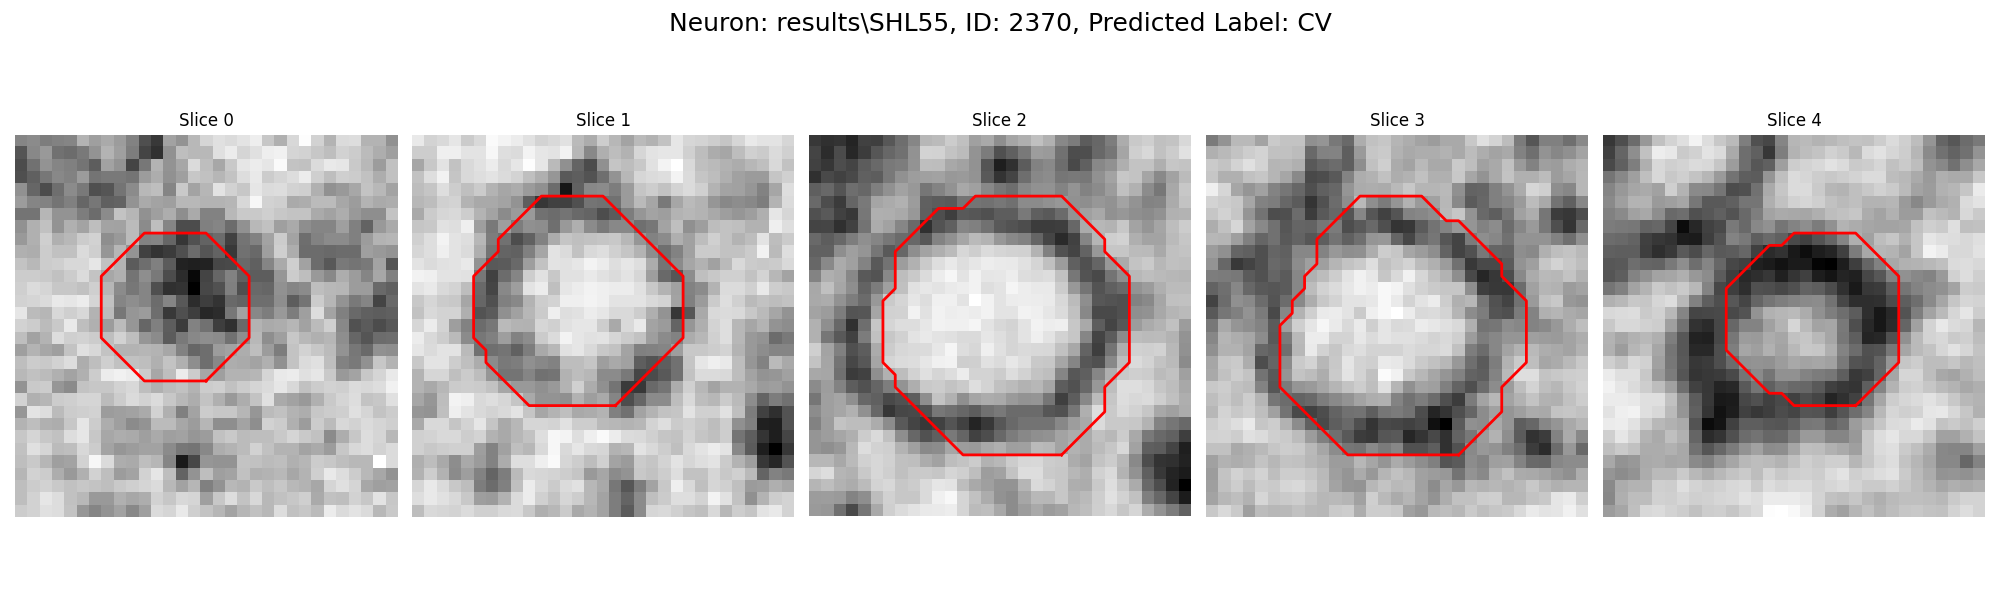 Neuron: results\SHL55, ID: 2370, Predicted Label: CV
Slice 0
Slice 1
Slice 2
Slice 3
Slice 4